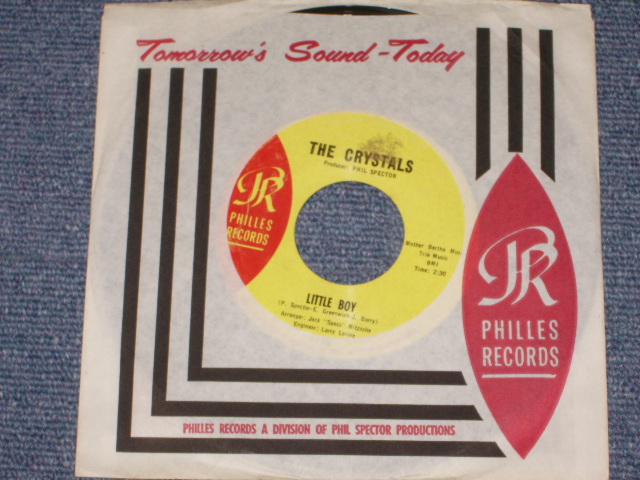 Tomorrow's Sound-Today
THE CRYSTALS
Producer: PHIL SPECTOR
PR
PHILLES
RECORDS
Mother Bertha Mus
Trio Music
BMI
Time: 2:30
LITTLE BOY
(P. Spector-E. Greenwich-J. Barry)
Arranger: Jack "Specs" Nitzsche
Engineer: Larry Levine
PR
PHILLES
RECORDS
PHILLES RECORDS A DIVISION OF PHIL SPECTOR PRODUCTIONS